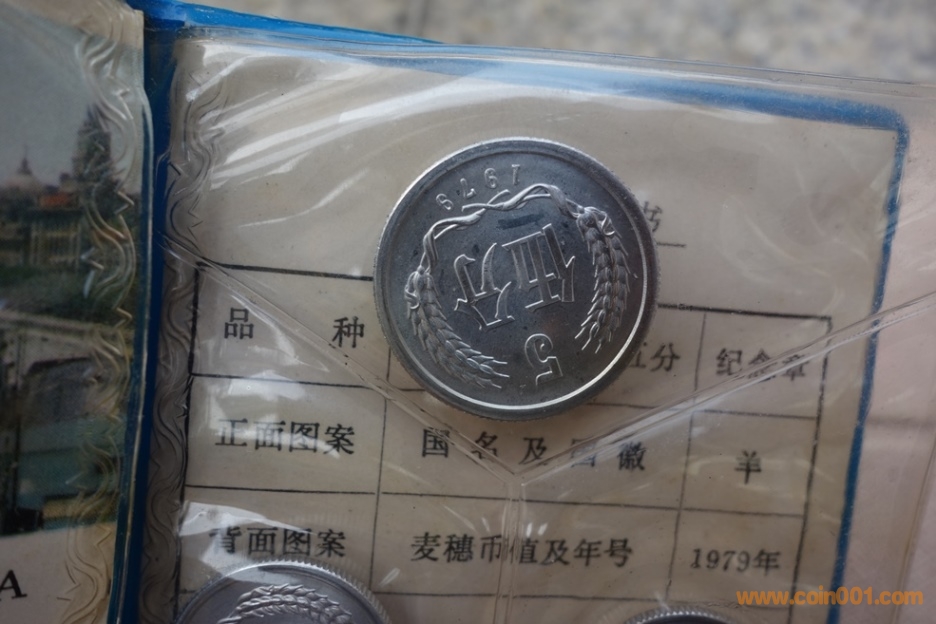 书
1979
伍分
5
品 种 五分 纪念章
正面图案 国名及国徽 羊
背面图案 麦穗币值及年号 1979年
A
www.coin001.com